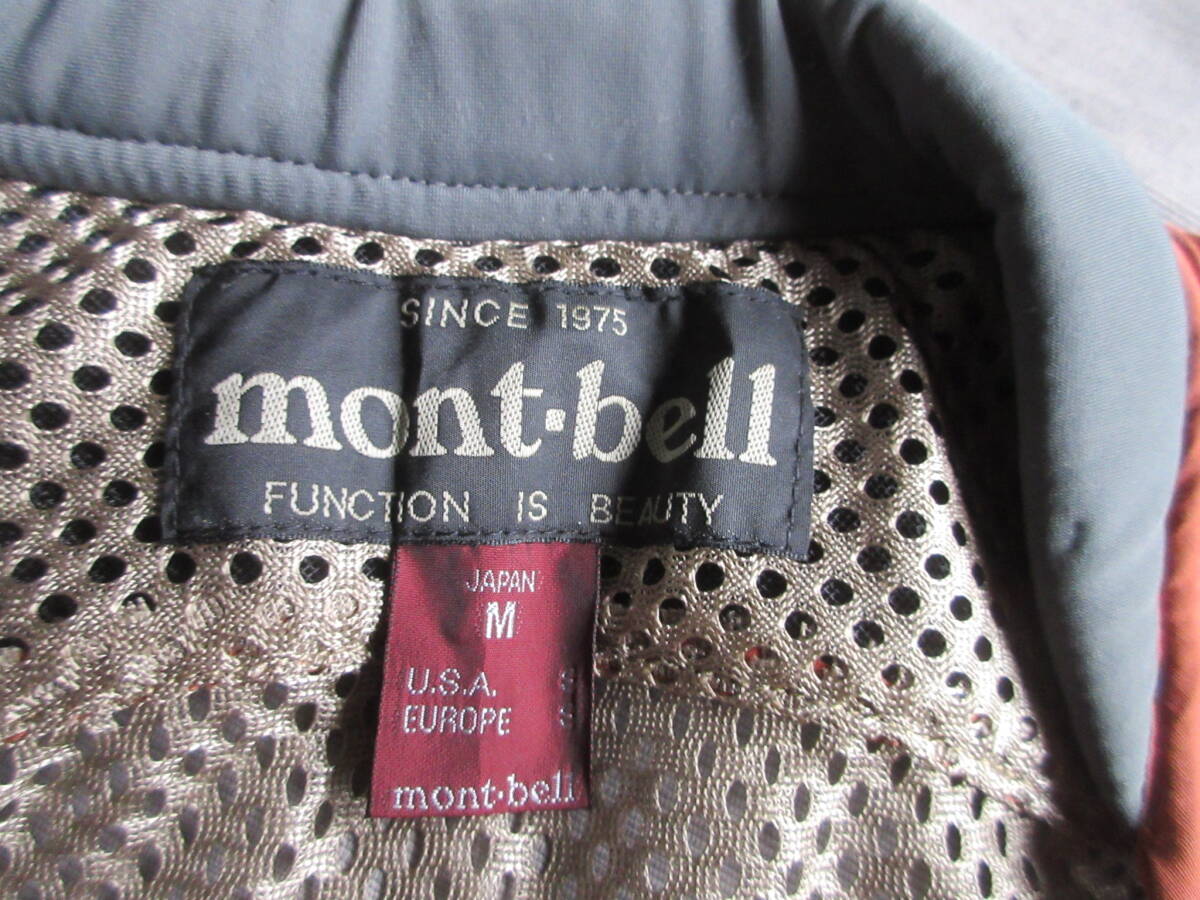 SINCE 1975
mont·bell
FUNCTION IS BEAUTY
JAPAN
M
U.S.A. S
EUROPE S
mont·bell